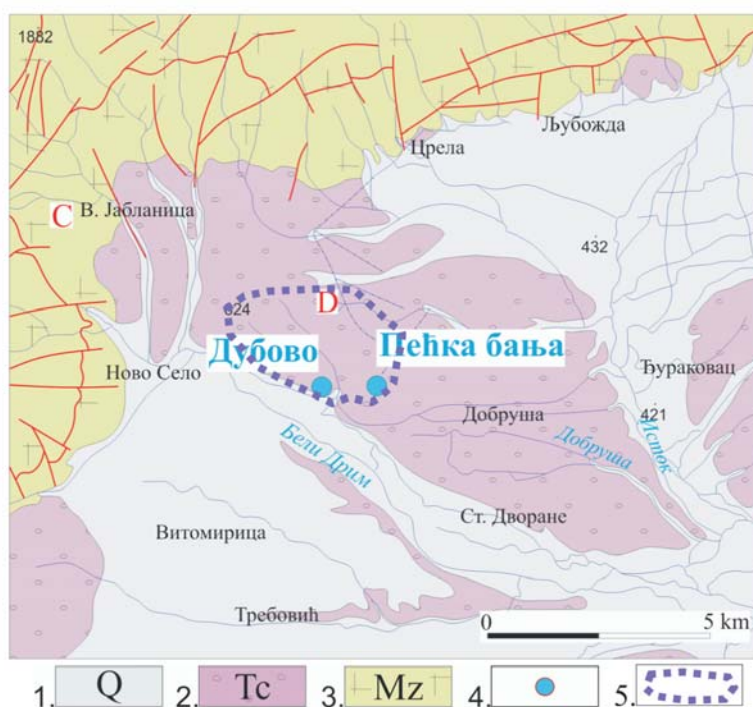 1882
Љубожда
Црела
В. Јабланица
С
432
D
624
Дубово
Пећка бања
Ново Село
Ђураковац
Добруша
421
Исток
Бели Дрим
Добруша
Витомирица
Ст. Дворане
Требовић
0 5 km
1. Q 2. Tc 3. Mz 4. 5.